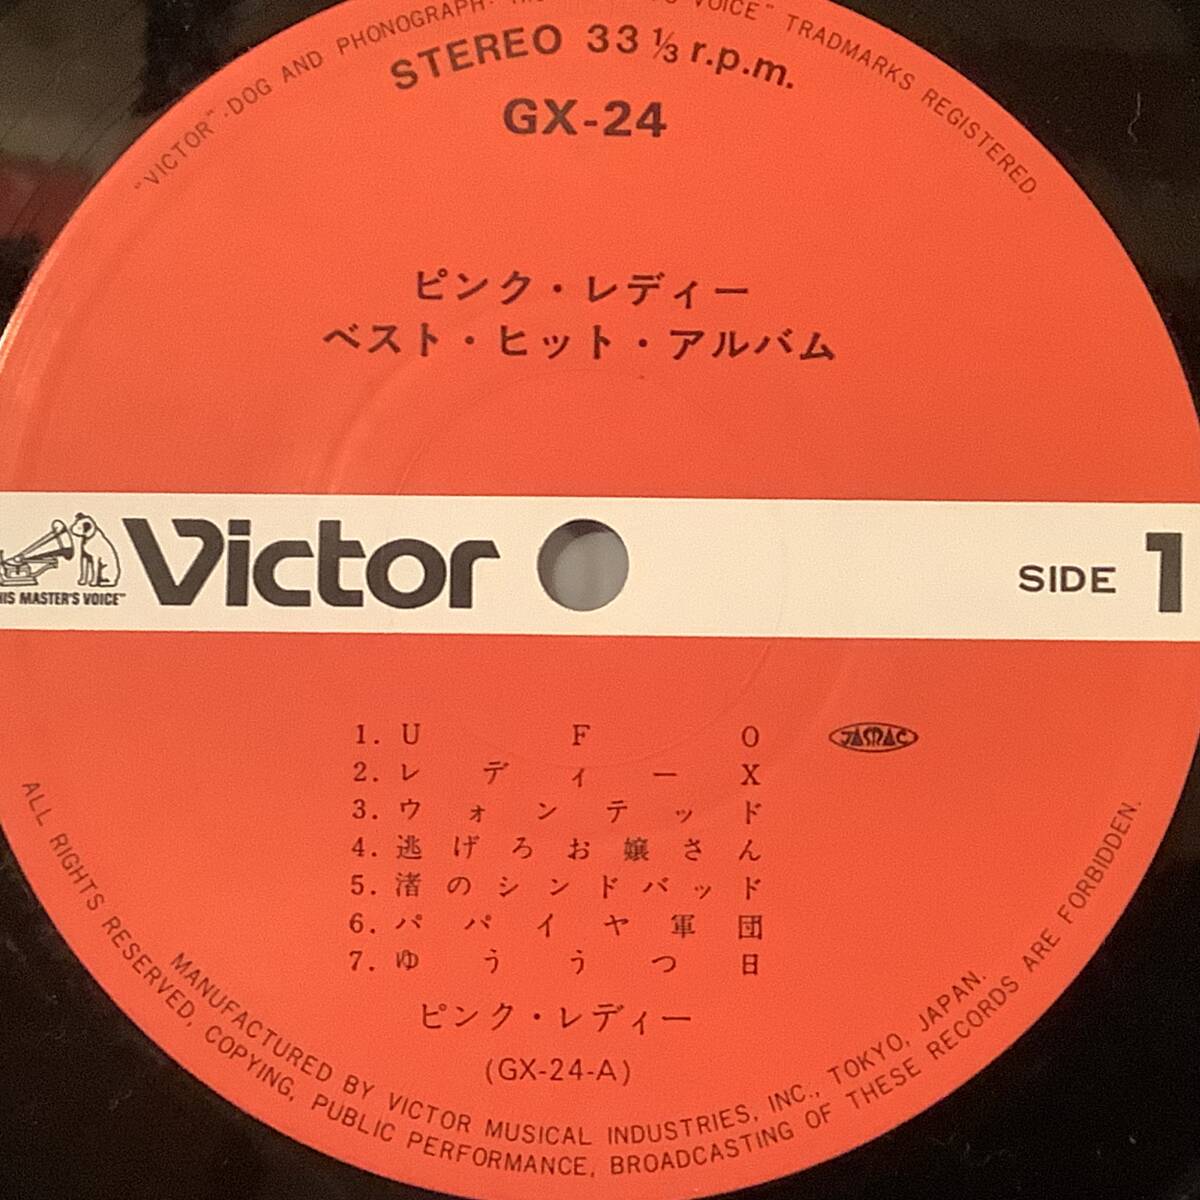 "VICTOR"·DOG AND PHONOGRAPH· VOICE" TRADMARKS REGISTERED.
STEREO 33 1/3 r.p.m.
GX-24
ピンク・レディー
ベスト・ヒット・アルバム
HIS MASTER'S VOICE™
Victor
SIDE 1
1. UFO
JASRAC
2. レディーX
3. ウォンテッド
4. 逃げろお嬢さん
5. 渚のシンドバッド
6. パパイヤ軍団
7. ゆううつ日
ピンク・レディー
(GX-24-A)
MANUFACTURED BY VICTOR MUSICAL INDUSTRIES, INC., TOKYO, JAPAN.
ALL RIGHTS RESERVED, COPYING, PUBLIC PERFORMANCE, BROADCASTING OF THESE RECORDS ARE FORBIDDEN.